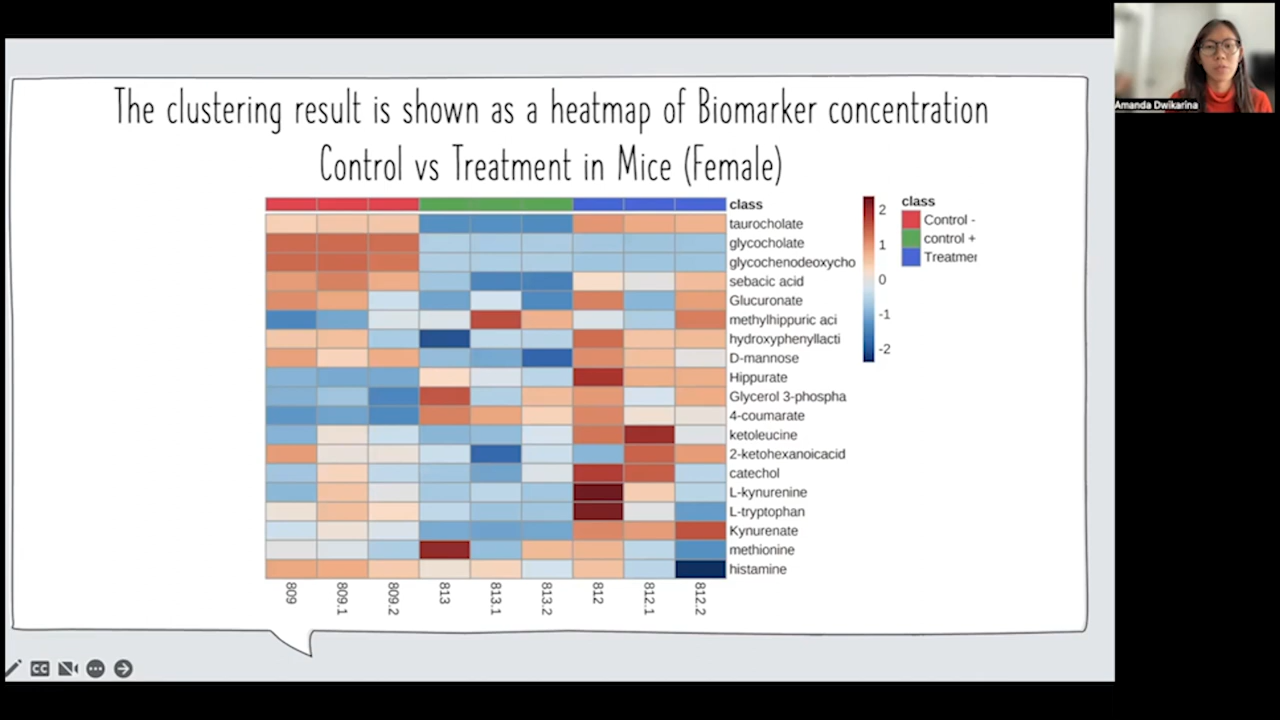 The clustering result is shown as a heatmap of Biomarker concentration
Control vs Treatment in Mice (Female)
class
taurocholate
glycocholate
glycochenodeoxycho
sebacic acid
Glucuronate
methylhippuric aci
hydroxyphenyllacti
D-mannose
Hippurate
Glycerol 3-phospha
4-coumarate
ketoleucine
2-ketohexanoicacid
catechol
L-kynurenine
L-tryptophan
Kynurenate
methionine
histamine
809
809.1
809.2
813
813.1
813.2
812
812.1
812.2
2
1
0
-1
-2
class
Control -
control +
Treatmer
Amanda Dwikarina
CC